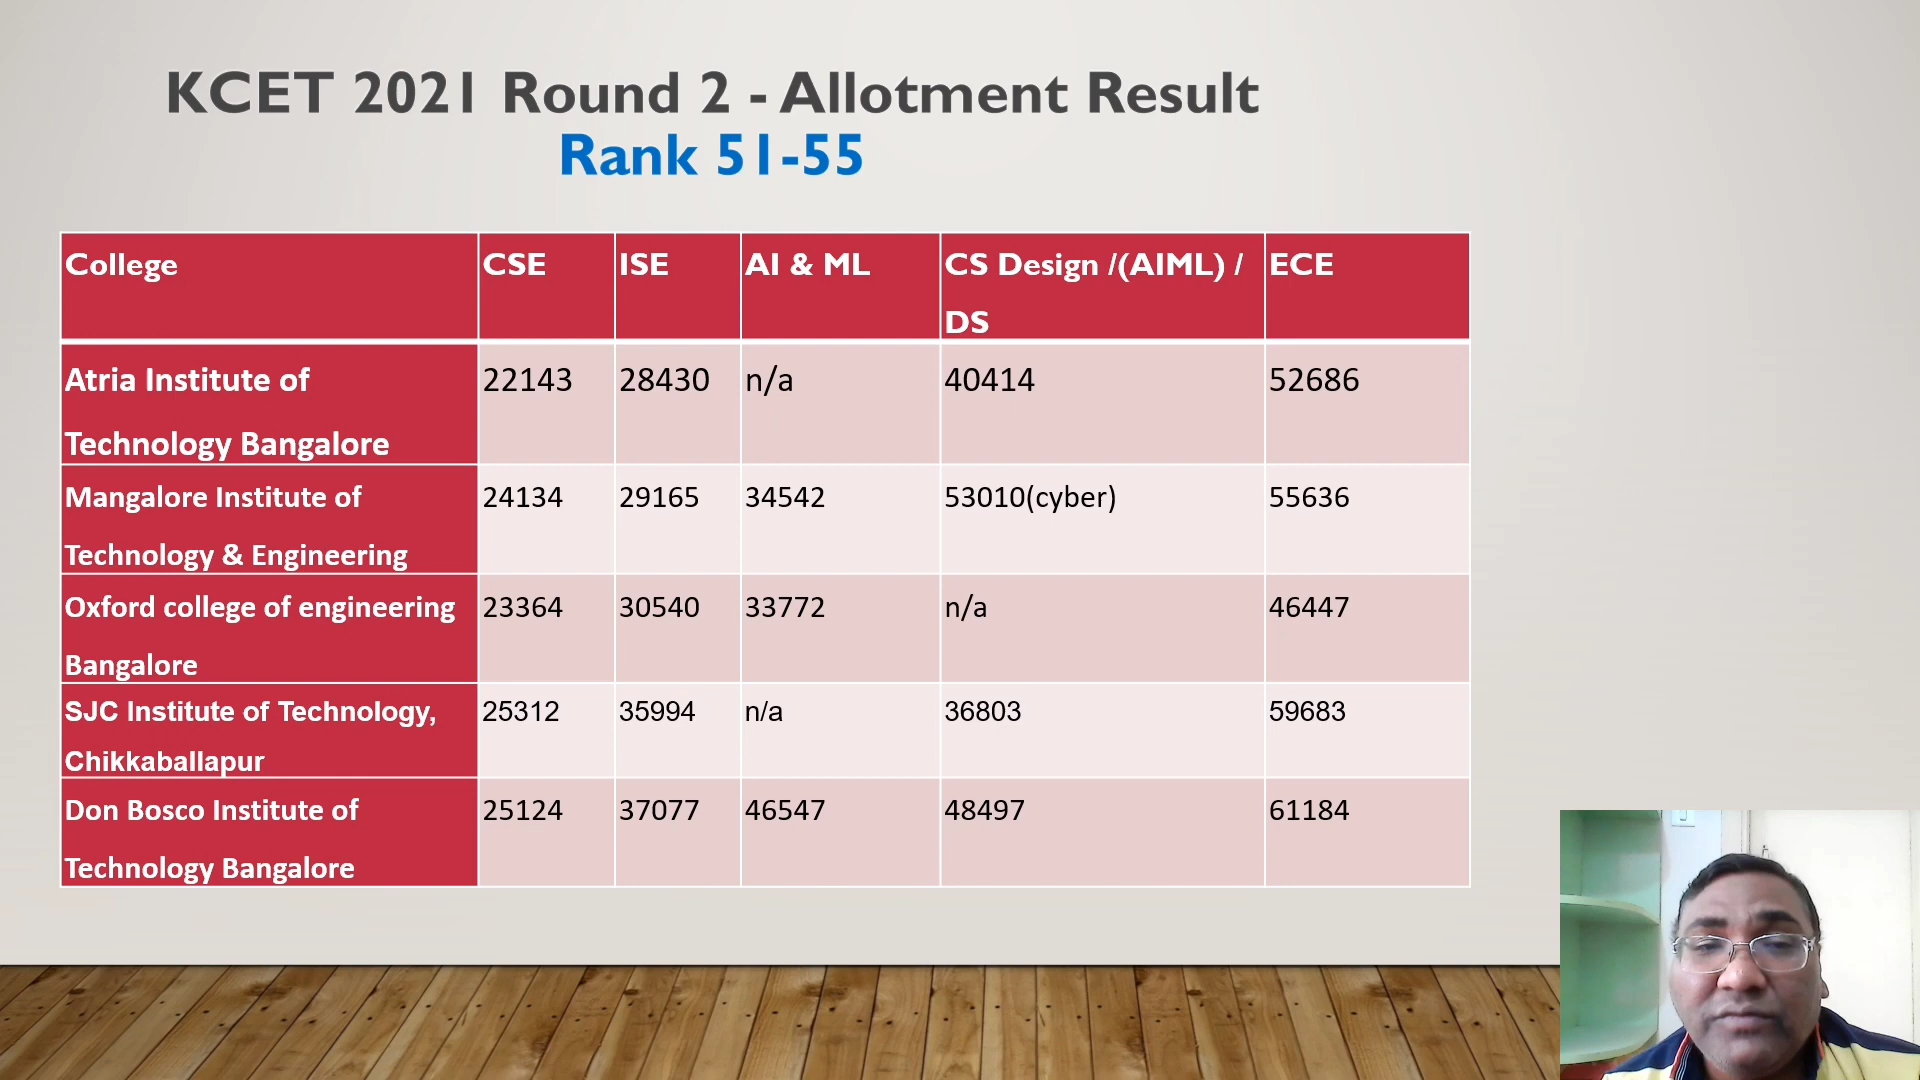 KCET 2021 Round 2 - Allotment Result
Rank 51-55
College CSE ISE AI & ML CS Design /(AIML) / ECE
DS
Atria Institute of 22143 28430 n/a 40414 52686
Technology Bangalore
Mangalore Institute of 24134 29165 34542 53010(cyber) 55636
Technology & Engineering
Oxford college of engineering 23364 30540 33772 n/a 46447
Bangalore
SJC Institute of Technology, 25312 35994 n/a 36803 59683
Chikkaballapur
Don Bosco Institute of 25124 37077 46547 48497 61184
Technology Bangalore